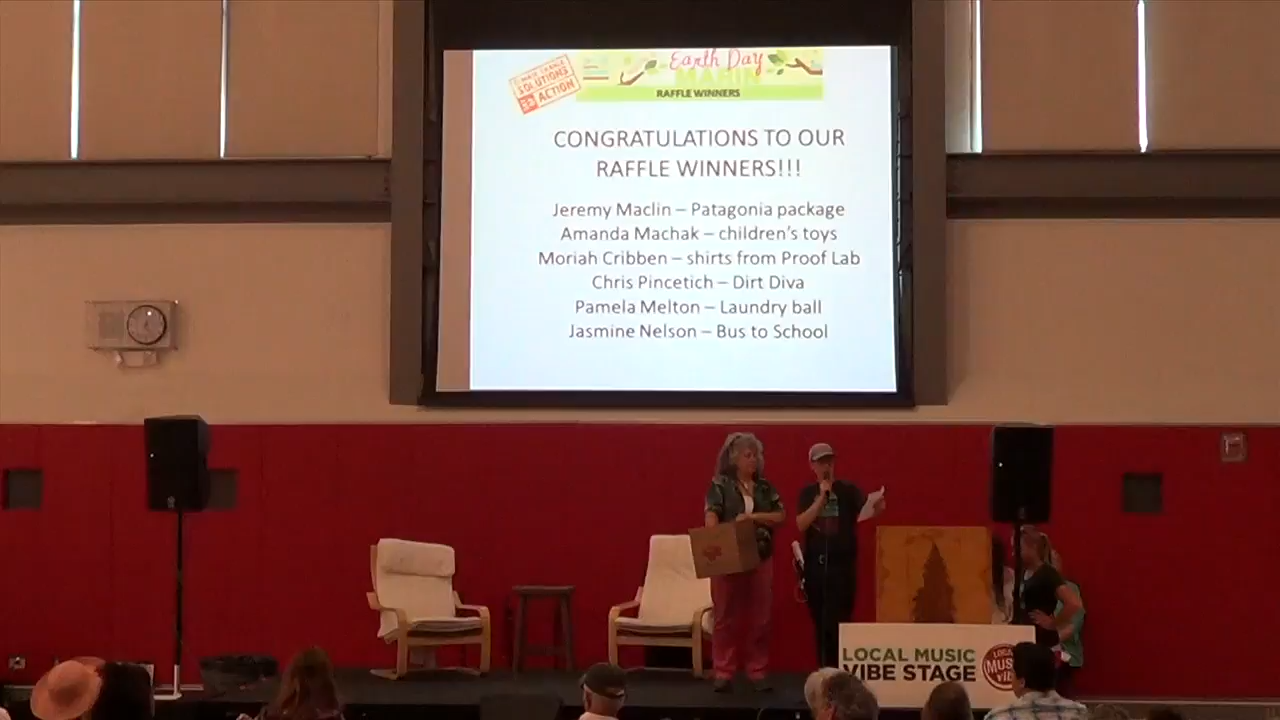 CLIMATE CHANGE
SOLUTIONS
ACTION
Earth Day
MARIN
RAFFLE WINNERS
CONGRATULATIONS TO OUR
RAFFLE WINNERS!!!
Jeremy Maclin – Patagonia package
Amanda Machak – children's toys
Moriah Cribben – shirts from Proof Lab
Chris Pincetich – Dirt Diva
Pamela Melton – Laundry ball
Jasmine Nelson – Bus to School
LOCAL MUSIC
VIBE STAGE